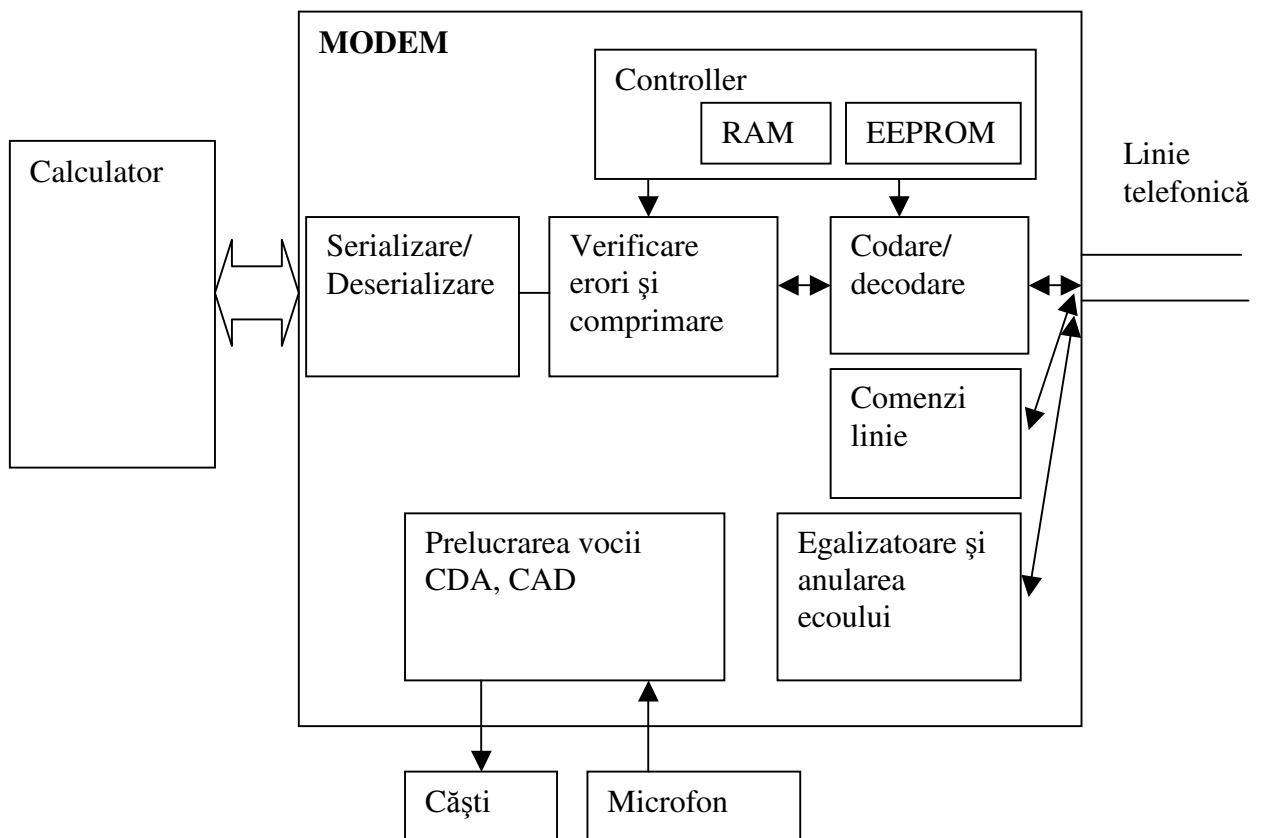 MODEM
Controller
RAM
EEPROM
Calculator
Linie
telefonică
Serializare/
Deserializare
Verificare
erori şi
comprimare
Codare/
decodare
Comenzi
linie
Prelucrarea vocii
CDA, CAD
Egalizatoare şi
anularea
ecoului
Căşti
Microfon